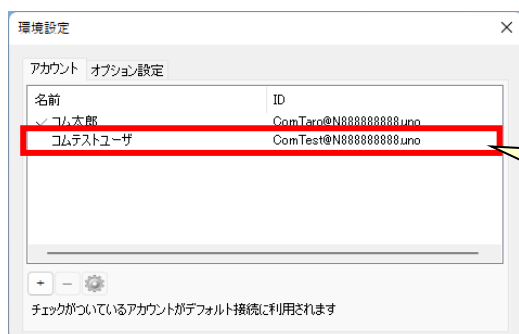 環境設定
アカウント オプション設定
名前 ID
コム太郎 ComTaro@N888888888.uno
コムテストユーザ ComTest@N888888888.uno
チェックがついているアカウントがデフォルト接続に利用されます